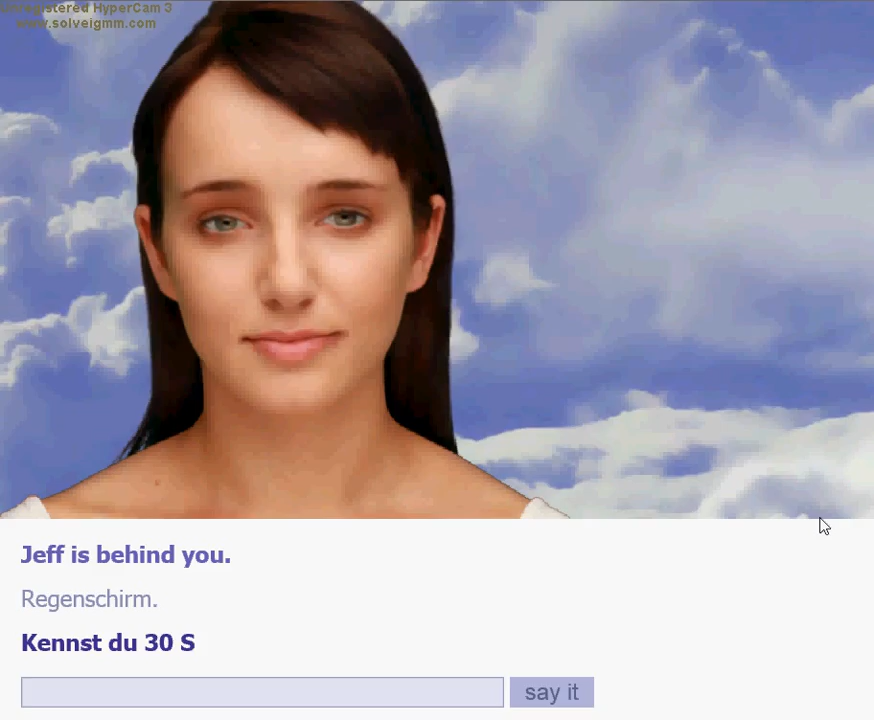 Unregistered HyperCam 3
www.solveigmm.com
Jeff is behind you.
Regenschirm.
Kennst du 30 S
say it